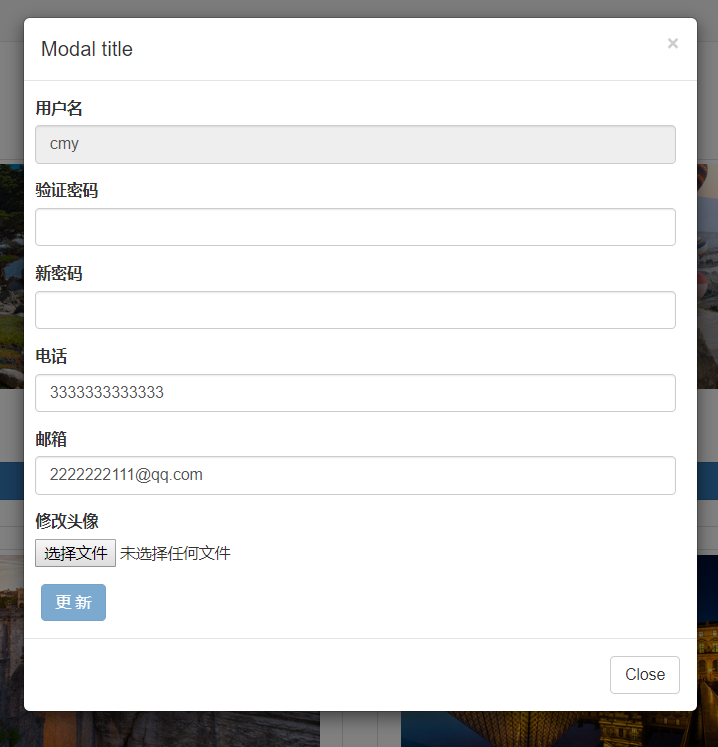 Modal title
×
用户名
cmy
验证密码
新密码
电话
3333333333333
邮箱
2222222111@qq.com
修改头像
选择文件 未选择任何文件
更 新
Close